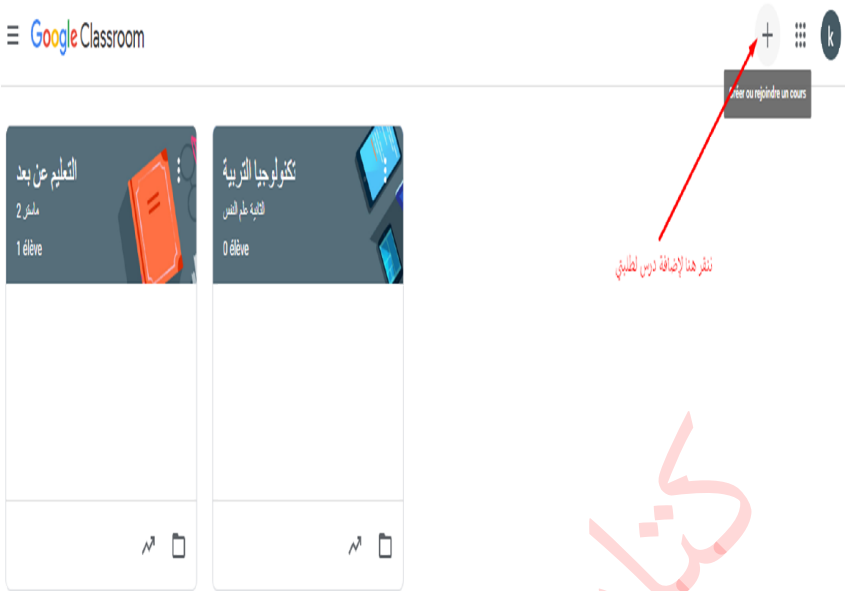 Google Classroom
k
Créer ou rejoindre un cours
التعليم عن بعد
ماستر 2
1 élève
تكنولوجيا التربية
الثانية علم النفس
0 élève
ننقر هنا لإضافة درس لطلبتي